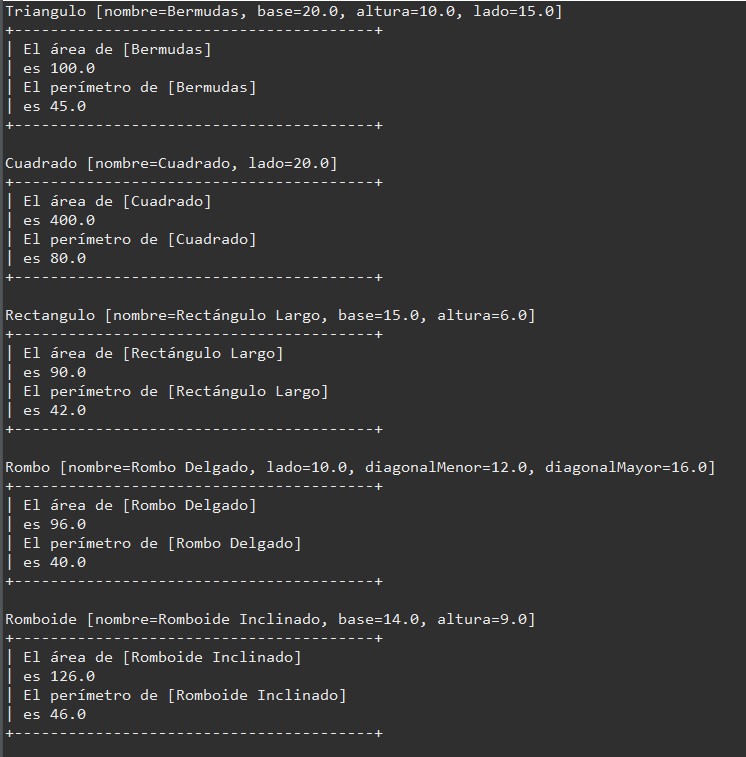 Triangulo [nombre=Bermudas, base=20.0, altura=10.0, lado=15.0]
+----------------------------------------+
| El área de [Bermudas]
| es 100.0
| El perímetro de [Bermudas]
| es 45.0
+----------------------------------------+
Cuadrado [nombre=Cuadrado, lado=20.0]
+----------------------------------------+
| El área de [Cuadrado]
| es 400.0
| El perímetro de [Cuadrado]
| es 80.0
+----------------------------------------+
Rectangulo [nombre=Rectángulo Largo, base=15.0, altura=6.0]
+----------------------------------------+
| El área de [Rectángulo Largo]
| es 90.0
| El perímetro de [Rectángulo Largo]
| es 42.0
+----------------------------------------+
Rombo [nombre=Rombo Delgado, lado=10.0, diagonalMenor=12.0, diagonalMayor=16.0]
+----------------------------------------+
| El área de [Rombo Delgado]
| es 96.0
| El perímetro de [Rombo Delgado]
| es 40.0
+----------------------------------------+
Romboide [nombre=Romboide Inclinado, base=14.0, altura=9.0]
+----------------------------------------+
| El área de [Romboide Inclinado]
| es 126.0
| El perímetro de [Romboide Inclinado]
| es 46.0
+----------------------------------------+